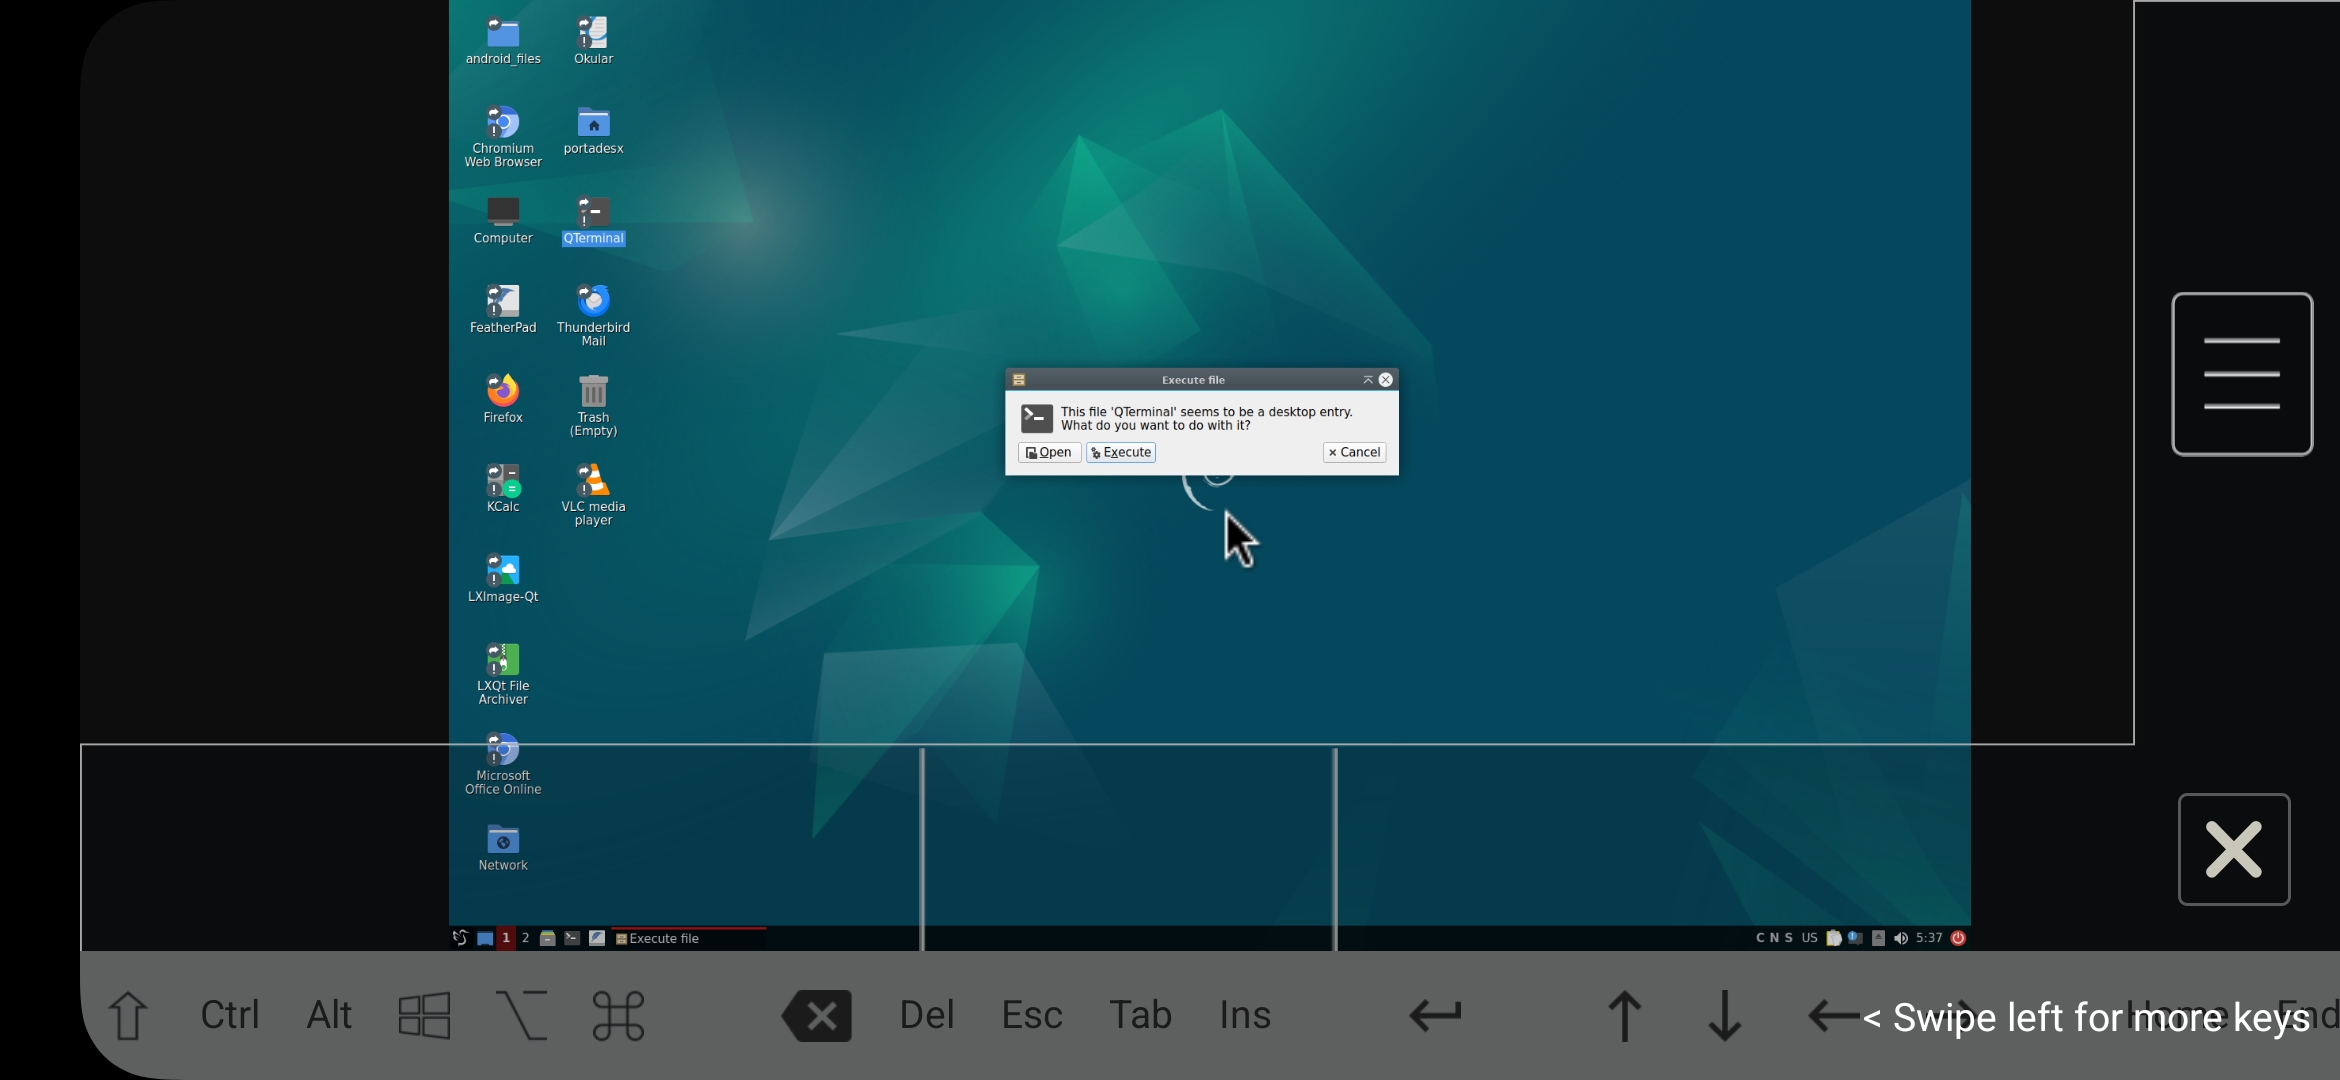 android_files
Okular
Chromium
Web Browser
portadesx
Computer
QTerminal
FeatherPad
Thunderbird
Mail
Firefox
Trash
(Empty)
KCalc
VLC media
player
LXImage-Qt
LXQt File
Archiver
Microsoft
Office Online
Network
Execute file
This file 'QTerminal' seems to be a desktop entry.
What do you want to do with it?
Open Execute Cancel
1 2 Execute file
C N S US 5:37
Ctrl Alt Del Esc Tab Ins Home End
< Swipe left for more keys